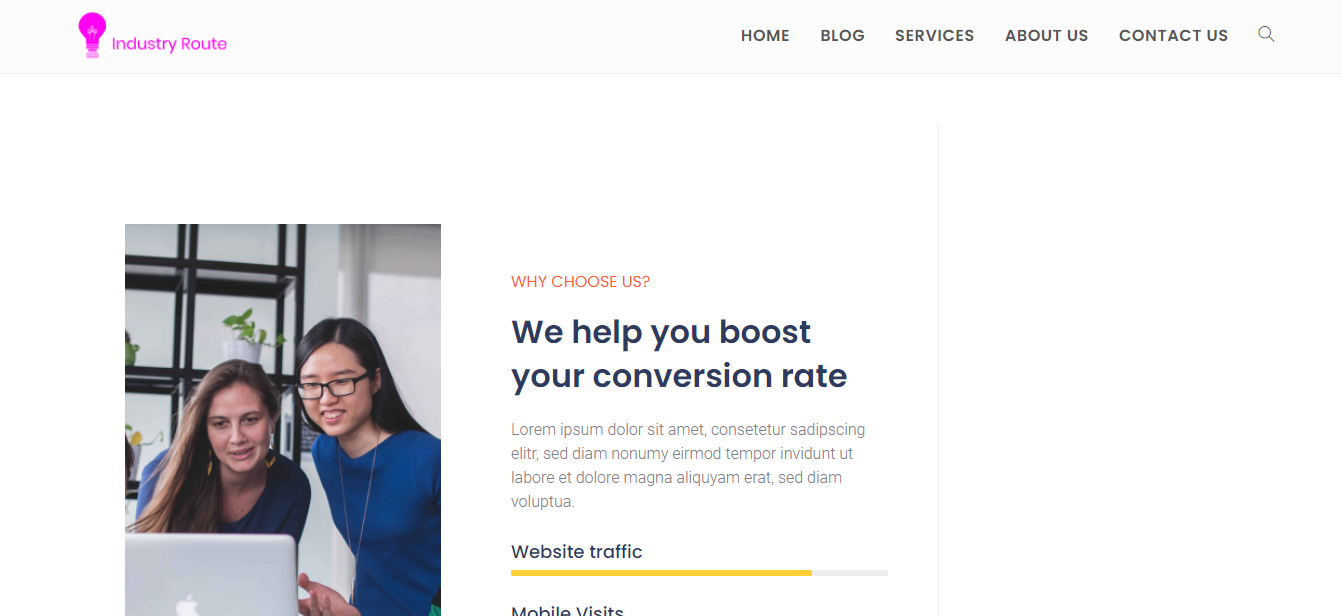 Industry Route
HOME BLOG SERVICES ABOUT US CONTACT US
WHY CHOOSE US?
We help you boost
your conversion rate
Lorem ipsum dolor sit amet, consetetur sadipscing
elitr, sed diam nonumy eirmod tempor invidunt ut
labore et dolore magna aliquyam erat, sed diam
voluptua.
Website traffic
Mobile Visits